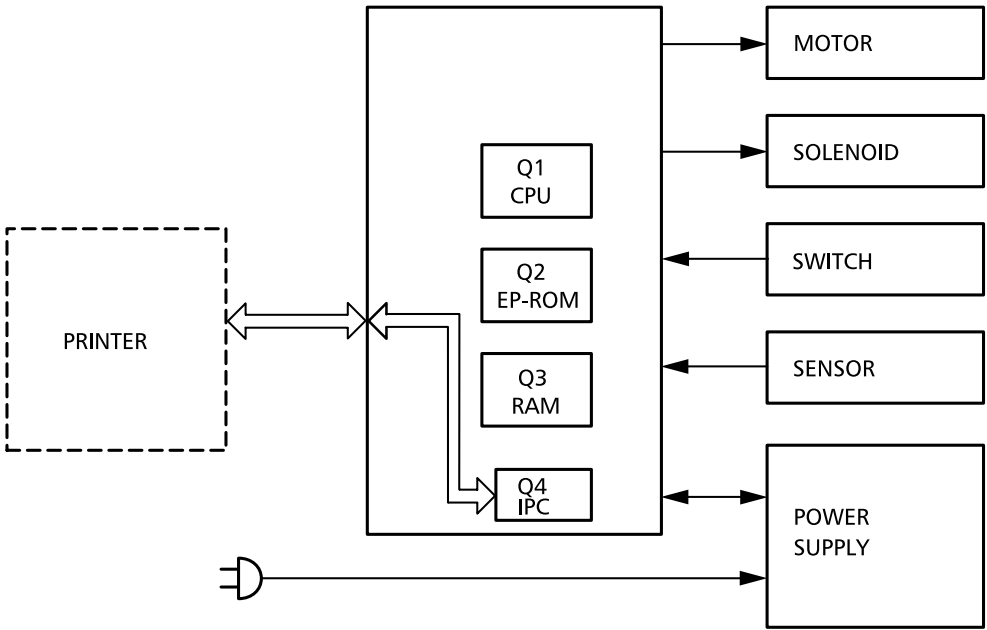 MOTOR
SOLENOID
Q1
CPU
SWITCH
Q2
EP-ROM
PRINTER
SENSOR
Q3
RAM
Q4
IPC
POWER
SUPPLY